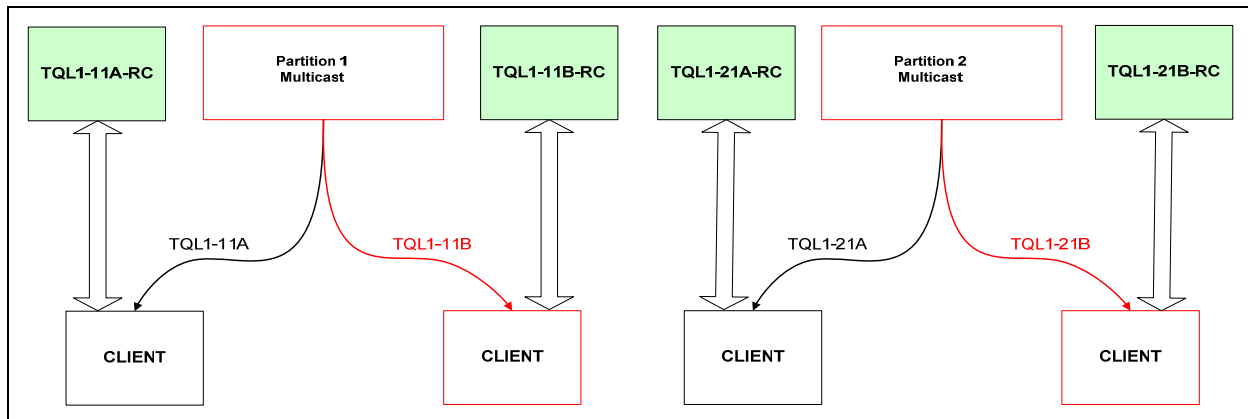 TQL1-11A-RC
Partition 1
Multicast
TQL1-11B-RC
TQL1-21A-RC
Partition 2
Multicast
TQL1-21B-RC
TQL1-11A
TQL1-11B
TQL1-21A
TQL1-21B
CLIENT
CLIENT
CLIENT
CLIENT